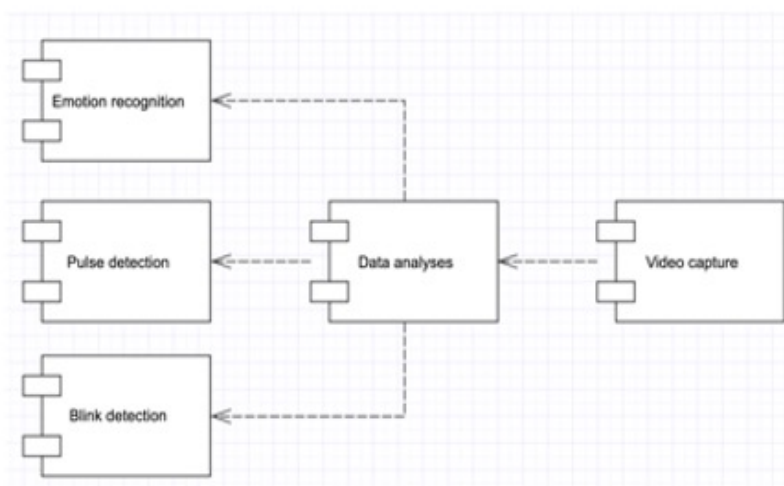 Emotion recognition
Pulse detection
Data analyses
Video capture
Blink detection